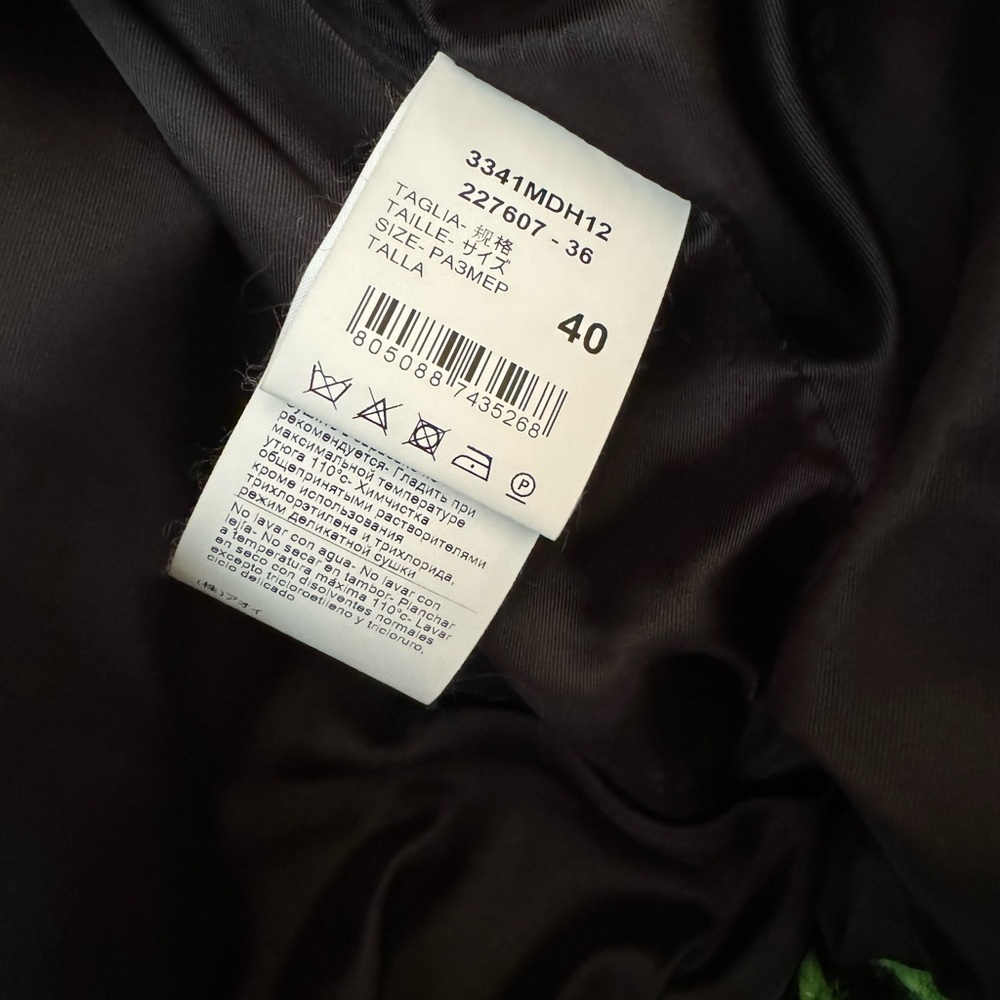 3341MDH12
227607 - 36
TAGLIA- 规格
TAILLE- サイズ
SIZE- РАЗМЕР
TALLA
40
8050887435268
P
рекомендуется- Гладить при
максимальной температуре
утюга 110°с- Химчистка
общепринятыми растворителями
кроме использования
трихлорэтилена и трихлорида,
режим деликатной сушки
No lavar con agua- No lavar con
lejía- No secar en tambor- Planchar
a temperatura máxima 110°c- Lavar
en seco con disolventes normales
excepto tricloroetileno y tricloruro,
ciclo delicado
(株)アオイ